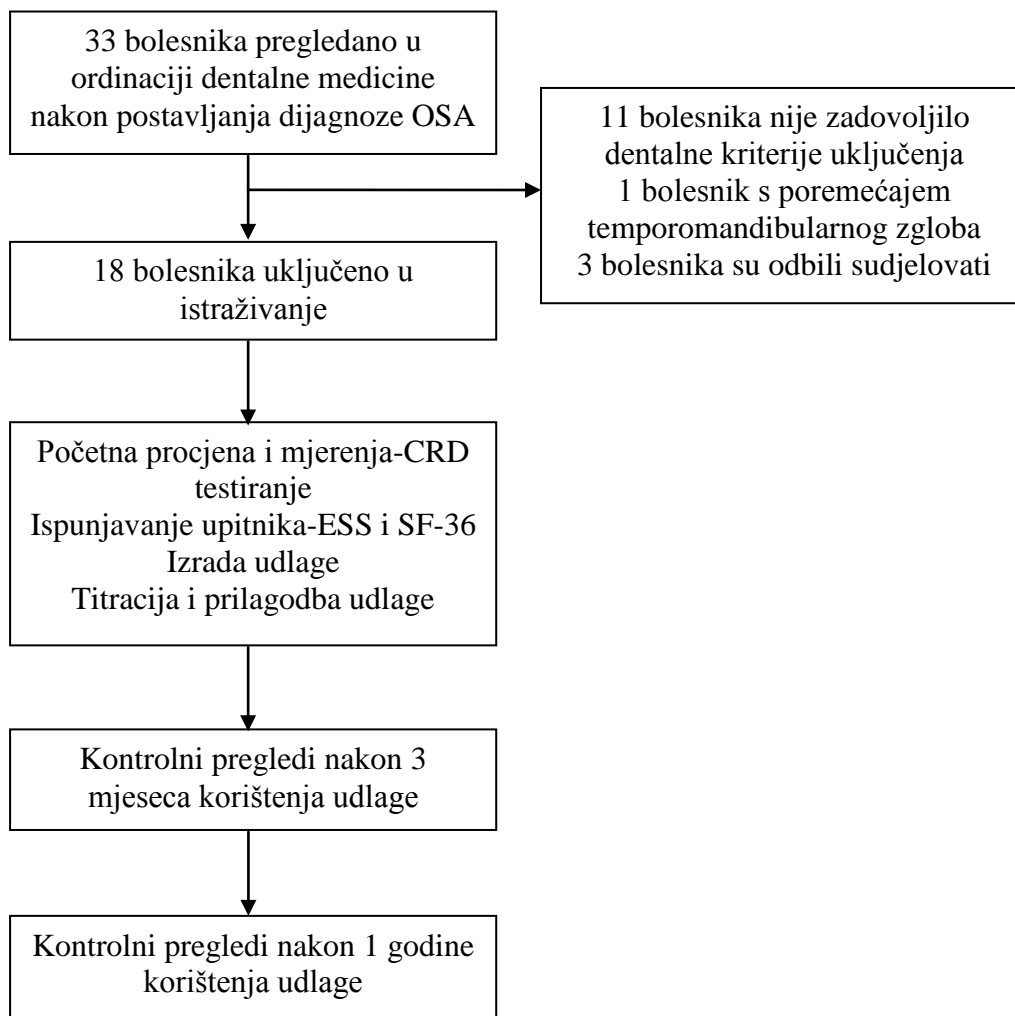 33 bolesnika pregledano u
ordinaciji dentalne medicine
nakon postavljanja dijagnoze OSA
11 bolesnika nije zadovoljilo
dentalne kriterije uključenja
1 bolesnik s poremećajem
temporomandibularnog zgloba
3 bolesnika su odbili sudjelovati
18 bolesnika uključeno u
istraživanje
Početna procjena i mjerenja-CRD
testiranje
Ispunjavanje upitnika-ESS i SF-36
Izrada udlage
Titracija i prilagodba udlage
Kontrolni pregledi nakon 3
mjeseca korištenja udlage
Kontrolni pregledi nakon 1 godine
korištenja udlage